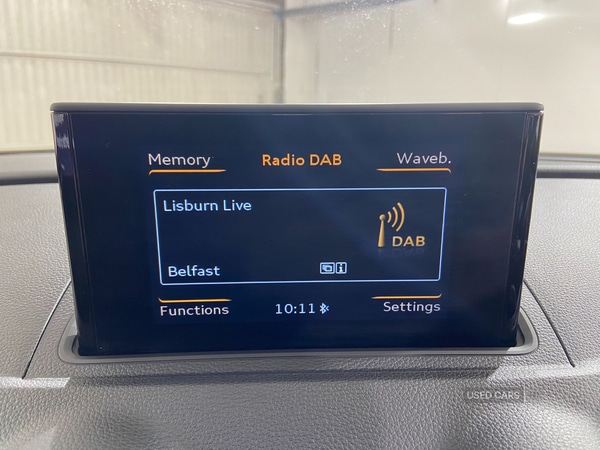 Memory Radio DAB Waveb.
Lisburn Live
DAB
Belfast
Functions 10:11 Settings
USED CARS